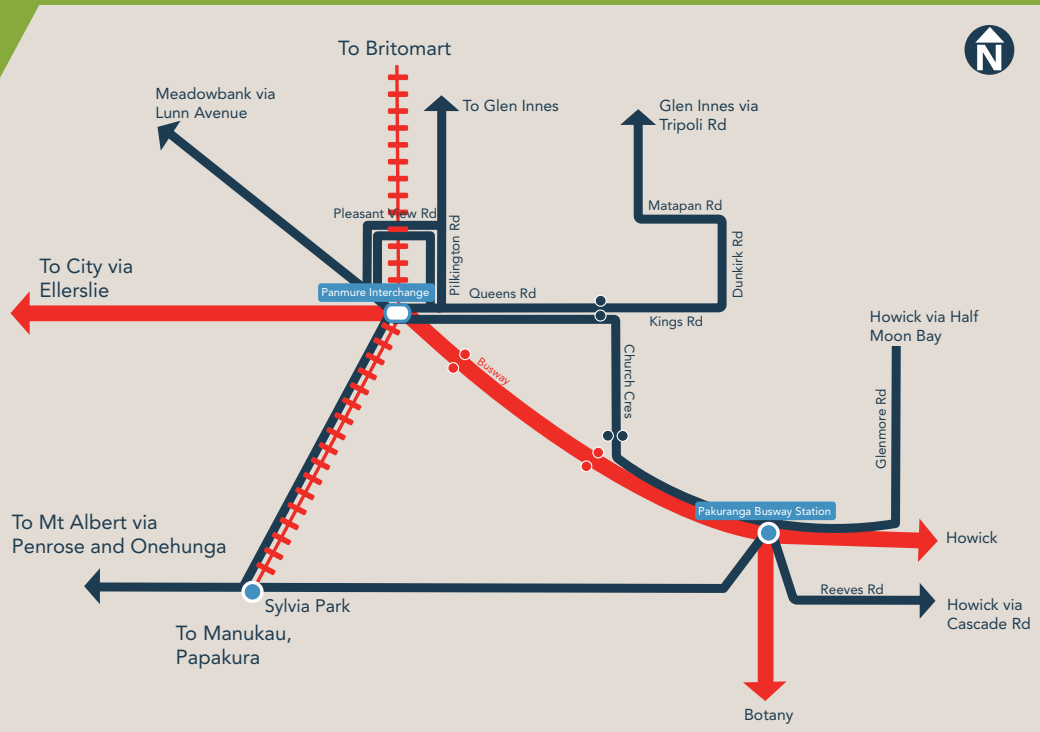 To Britomart
N
Meadowbank via
Lunn Avenue
To Glen Innes
Glen Innes via
Tripoli Rd
Pleasant View Rd
Matapan Rd
Pilkington Rd
Dunkirk Rd
To City via
Ellerslie
Panmure Interchange
Queens Rd
Kings Rd
Howick via Half
Moon Bay
Busway
Church Cres
Glenmore Rd
Pakuranga Busway Station
To Mt Albert via
Penrose and Onehunga
Howick
Sylvia Park
Reeves Rd
Howick via
Cascade Rd
To Manukau,
Papakura
Botany